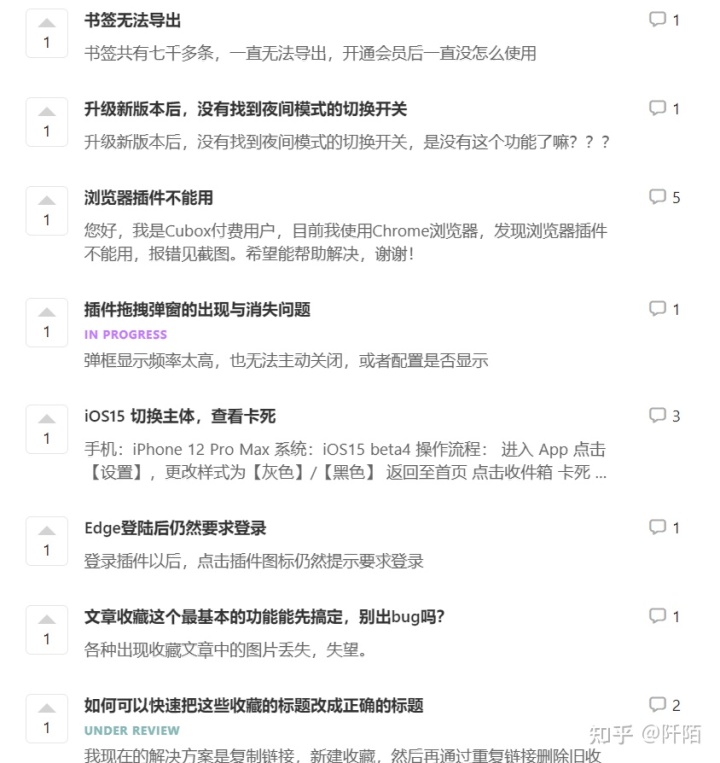 书签无法导出
1
1
书签共有七千多条，一直无法导出，开通会员后一直没怎么使用
升级新版本后，没有找到夜间模式的切换开关
1
1
升级新版本后，没有找到夜间模式的切换开关，是没有这个功能了嘛？？？
浏览器插件不能用
5
1
您好，我是Cubox付费用户，目前我使用Chrome浏览器，发现浏览器插件
不能用，报错见截图。希望能帮助解决，谢谢！
插件拖拽弹窗的出现与消失问题
1
1
IN PROGRESS
弹框显示频率太高，也无法主动关闭，或者配置是否显示
iOS15 切换主体，查看卡死
3
1
手机：iPhone 12 Pro Max 系统：iOS15 beta4 操作流程： 进入 App 点击
【设置】，更改样式为【灰色】/【黑色】 返回至首页 点击收件箱 卡死 ...
Edge登陆后仍然要求登录
1
1
登录插件以后，点击插件图标仍然提示要求登录
文章收藏这个最基本的功能能先搞定，别出bug吗？
1
1
各种出现收藏文章中的图片丢失，失望。
如何可以快速把这些收藏的标题改成正确的标题
2
1
UNDER REVIEW
我现在的解决方案是复制链接，新建收藏，然后再通过重复链接删除旧收
知乎 @阡陌